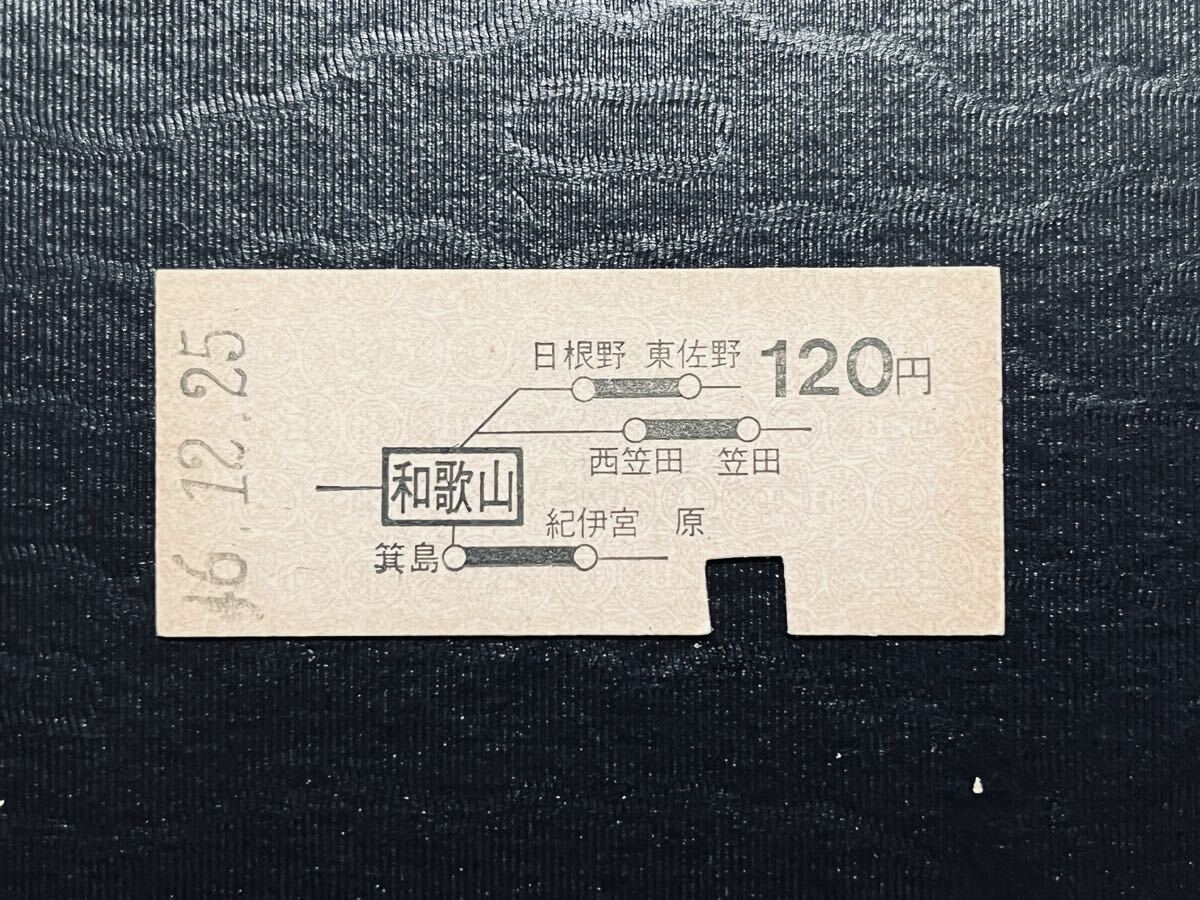 46.12.25
日根野 東佐野 120円
西笠田 笠田
和歌山
紀伊宮原
箕島